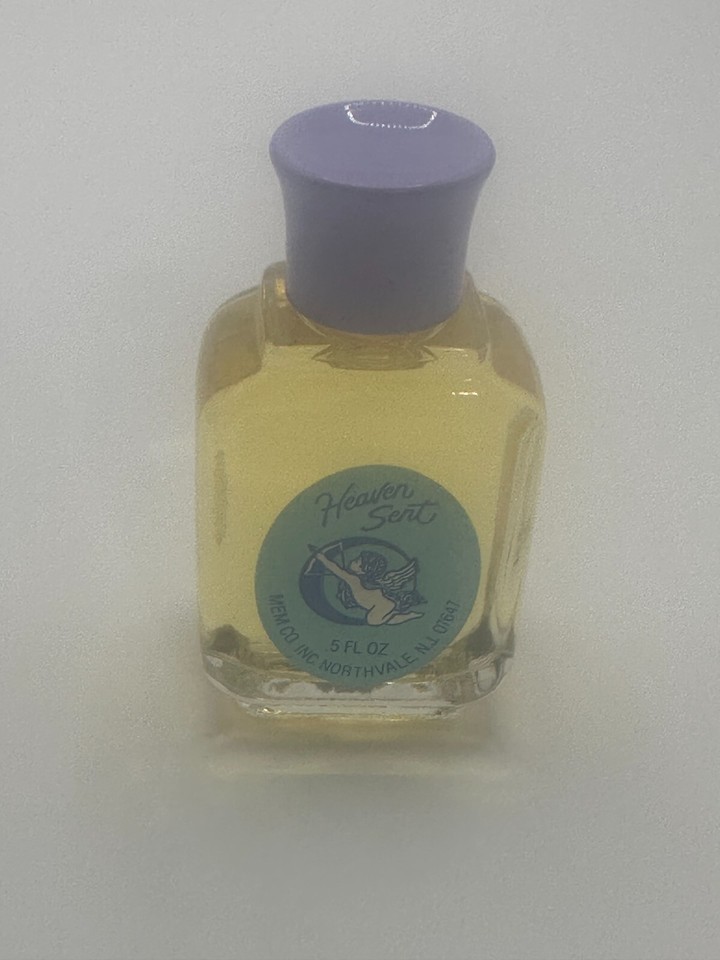 Heaven
Sent
.5 FL OZ
MEM CO. INC. NORTHVALE, N.J. 07647